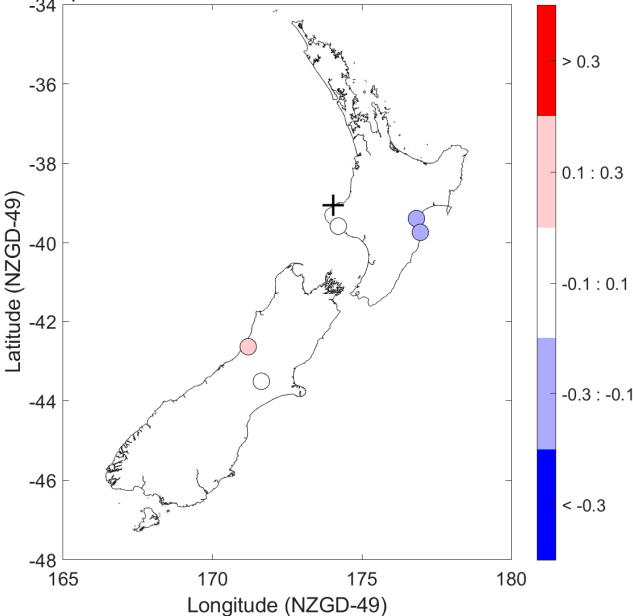 -34
-36
-38
-40
-42
-44
-46
-48
165
170
175
180
Latitude (NZGD-49)
Longitude (NZGD-49)
> 0.3
0.1 : 0.3
-0.1 : 0.1
-0.3 : -0.1
< -0.3